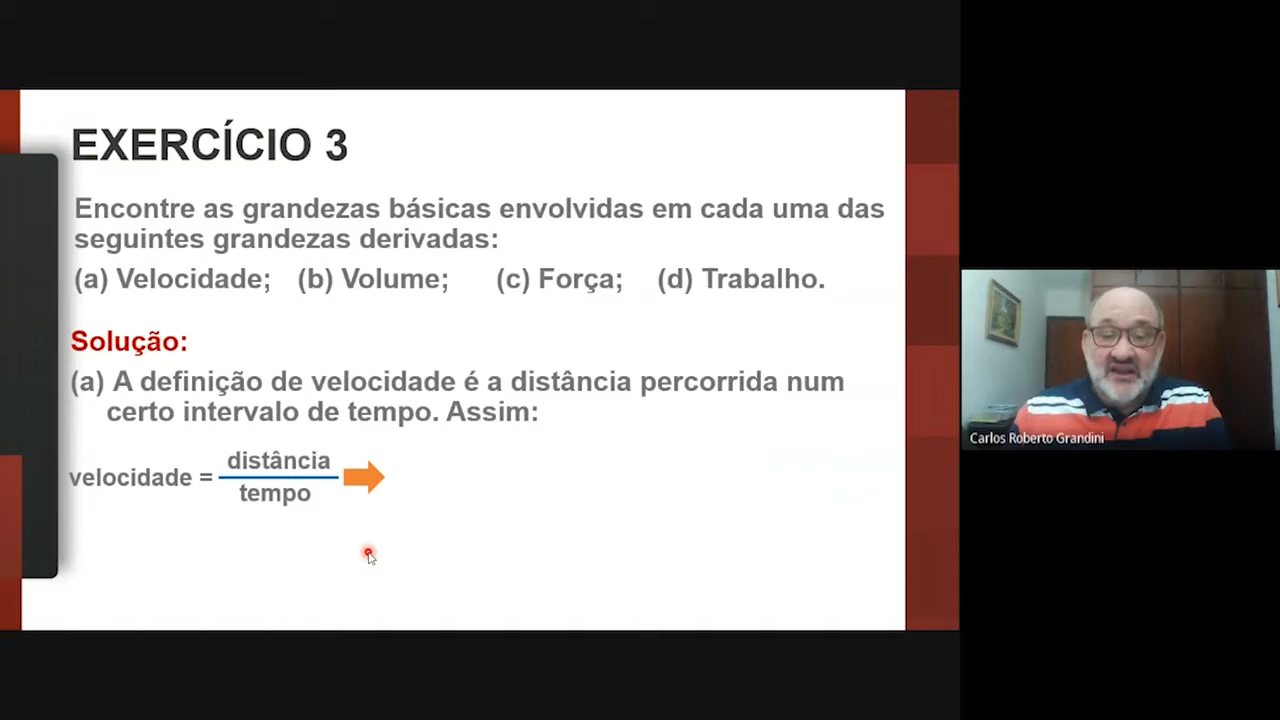 EXERCÍCIO 3
Encontre as grandezas básicas envolvidas em cada uma das
seguintes grandezas derivadas:
(a) Velocidade; (b) Volume; (c) Força; (d) Trabalho.
Solução:
(a) A definição de velocidade é a distância percorrida num
certo intervalo de tempo. Assim:
velocidade = distância
tempo
Carlos Roberto Grandini